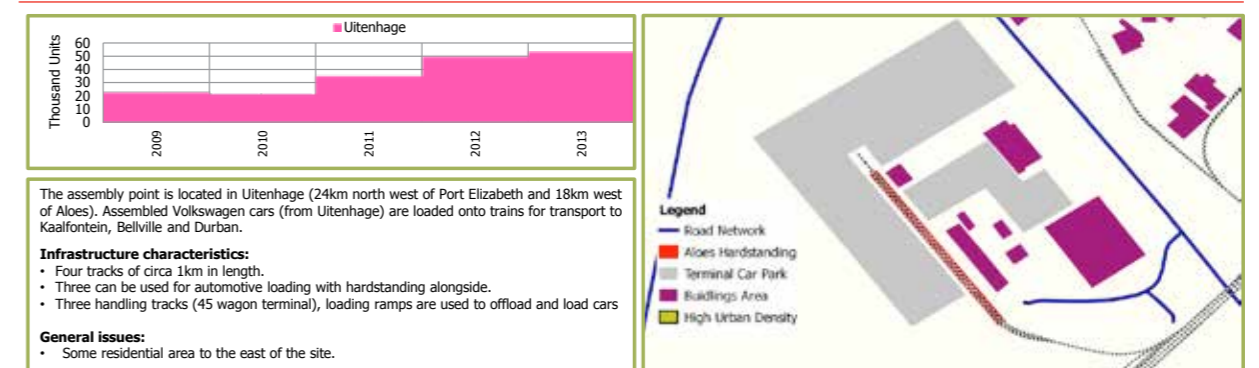 Uitenhage
Thousand Units
60
50
40
30
20
10
0
2009
2010
2011
2012
2013
The assembly point is located in Uitenhage (24km north west of Port Elizabeth and 18km west
of Aloes). Assembled Volkswagen cars (from Uitenhage) are loaded onto trains for transport to
Kaalfontein, Bellville and Durban.
Infrastructure characteristics:
• Four tracks of circa 1km in length.
• Three can be used for automotive loading with hardstanding alongside.
• Three handling tracks (45 wagon terminal), loading ramps are used to offload and load cars
General issues:
• Some residential area to the east of the site.
Legend
Road Network
Aloes Hardstanding
Terminal Car Park
Buidlings Area
High Urban Density